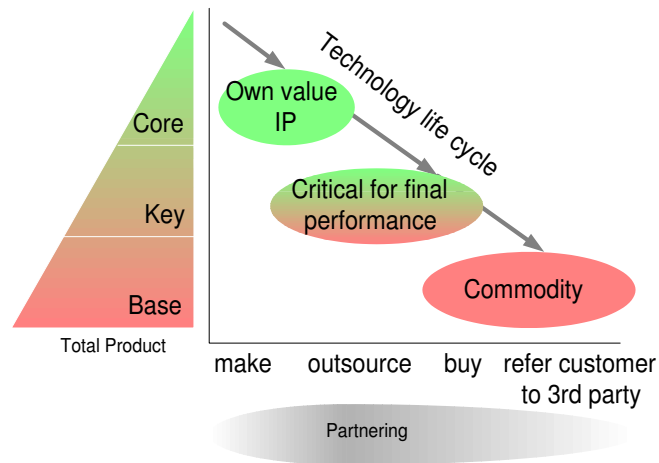 Technology life cycle
Own value
IP
Core
Critical for final
performance
Key
Commodity
Base
Total Product
make
outsource
buy
refer customer
to 3rd party
Partnering